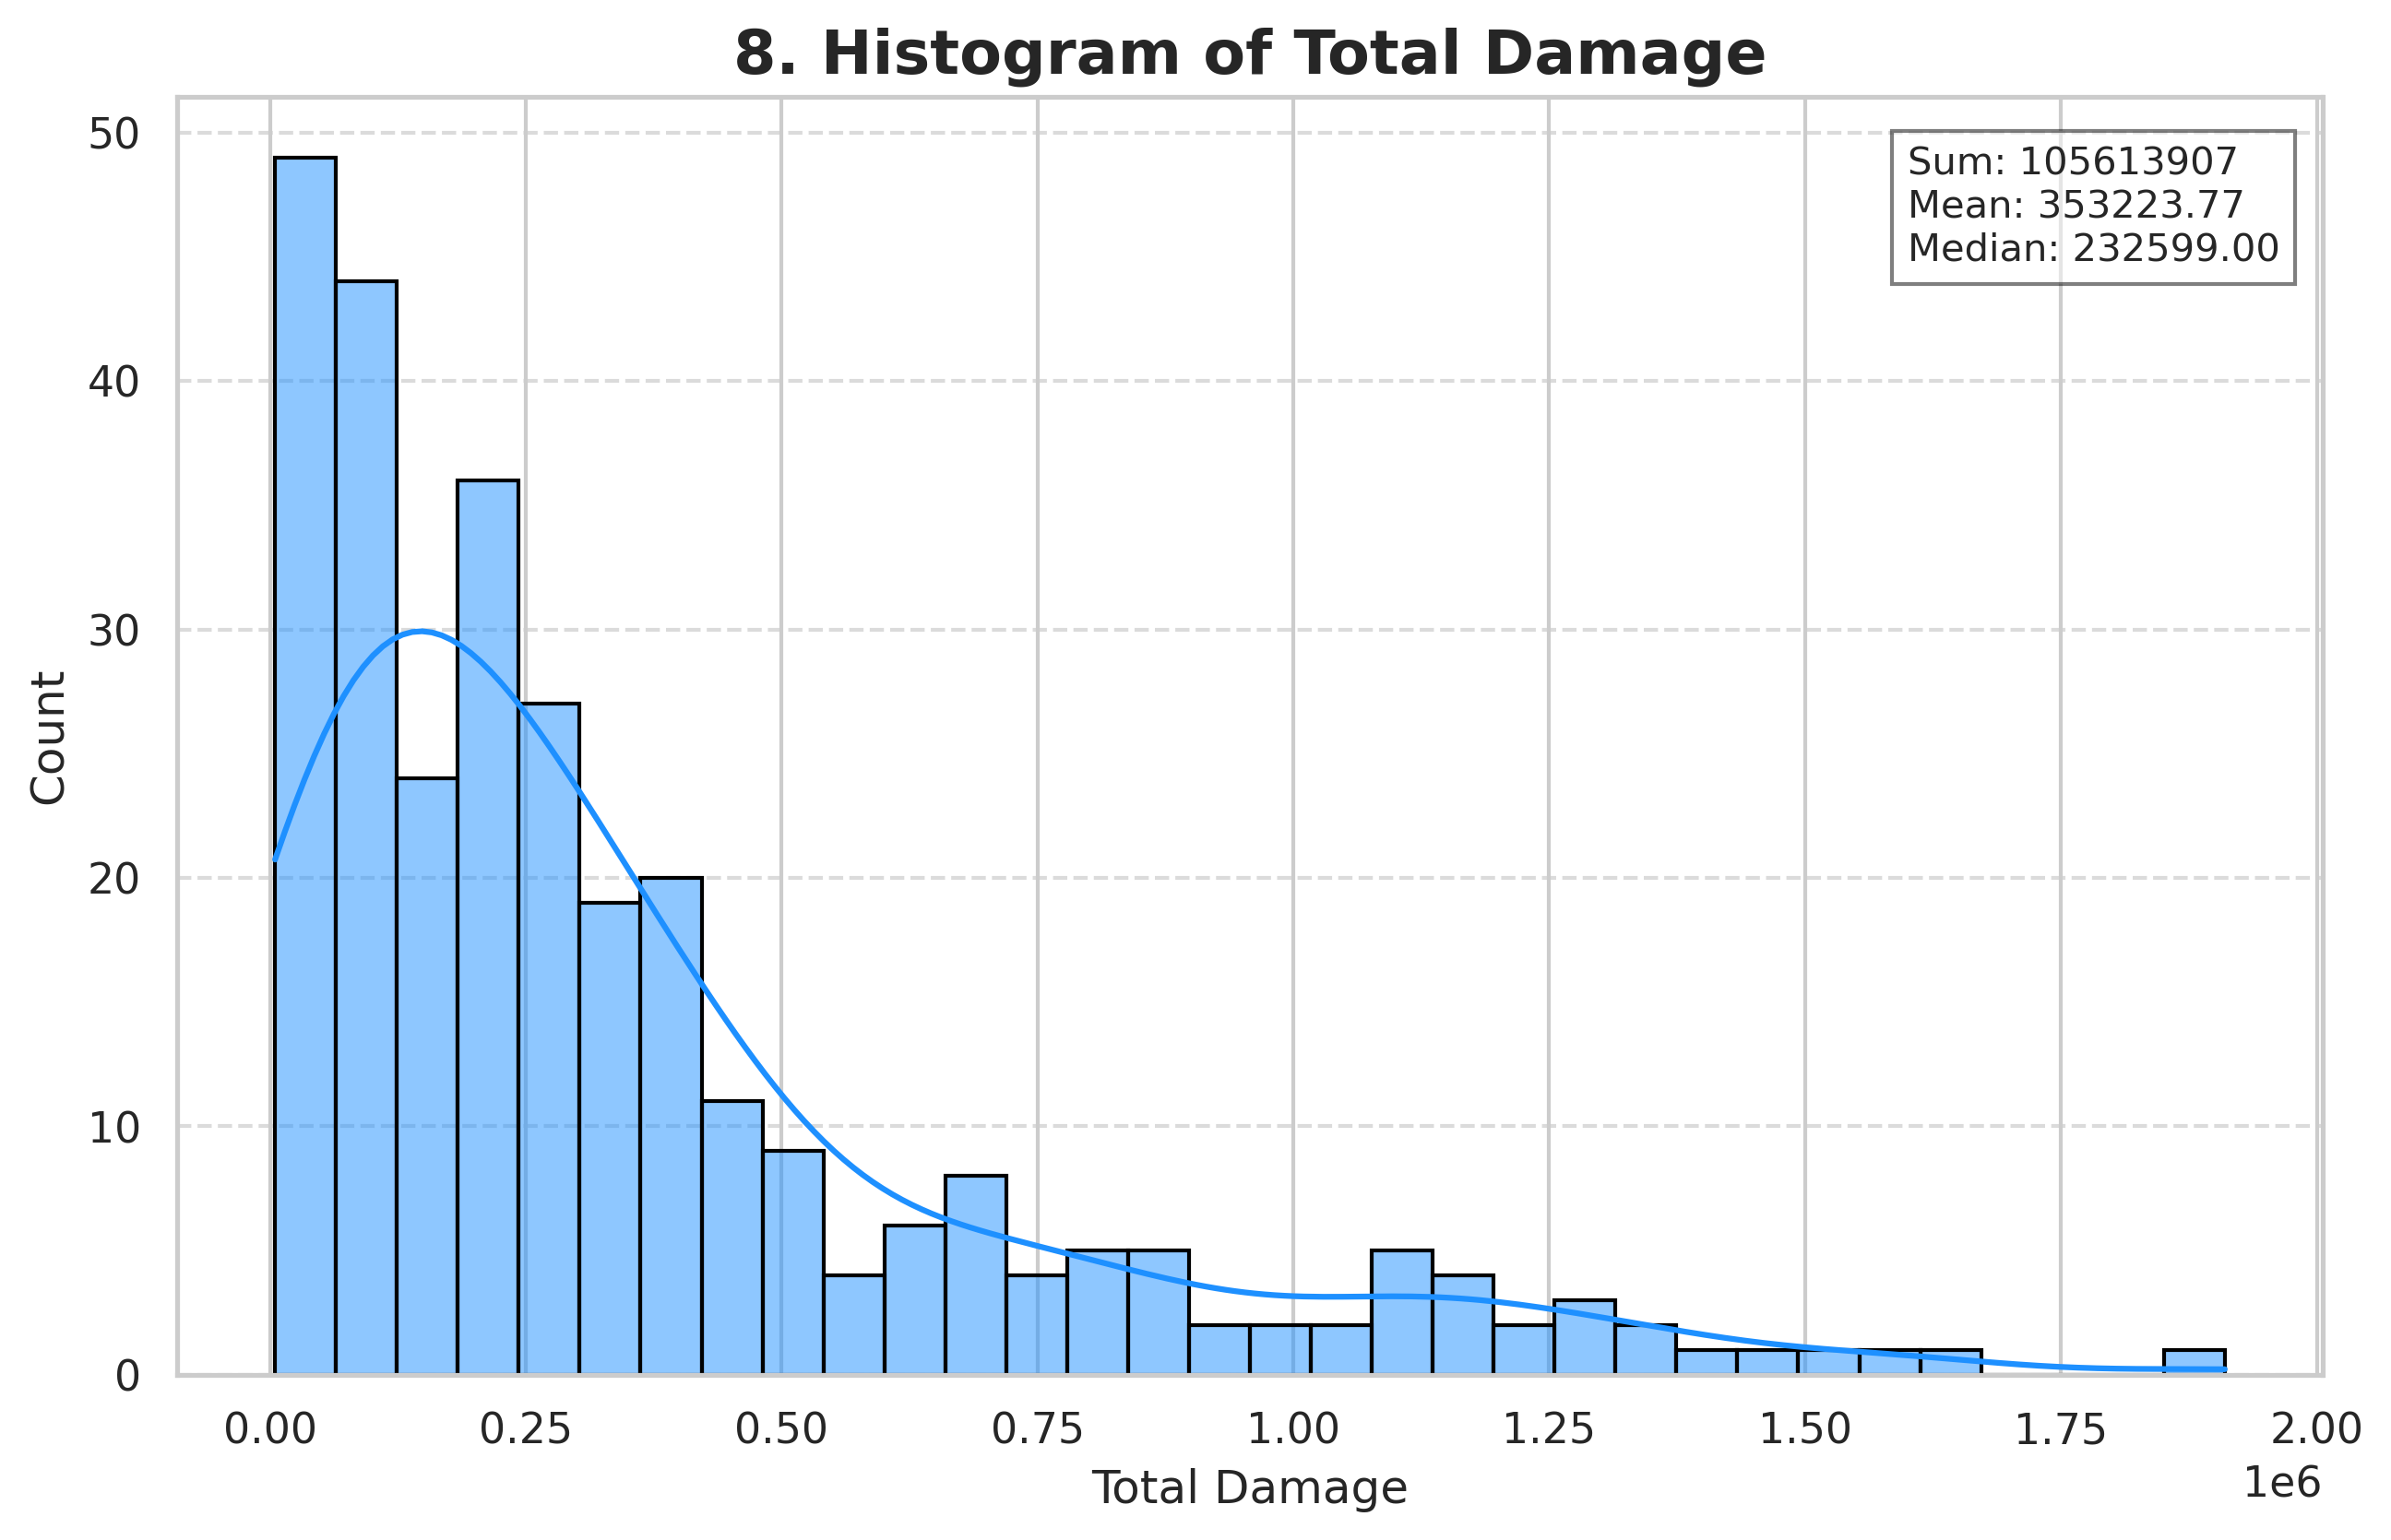 8. Histogram of Total Damage
Sum: 105613907
Mean: 353223.77
Median: 232599.00
Count
50
40
30
20
10
0
0.00 0.25 0.50 0.75 1.00 1.25 1.50 1.75 2.00
1e6
Total Damage